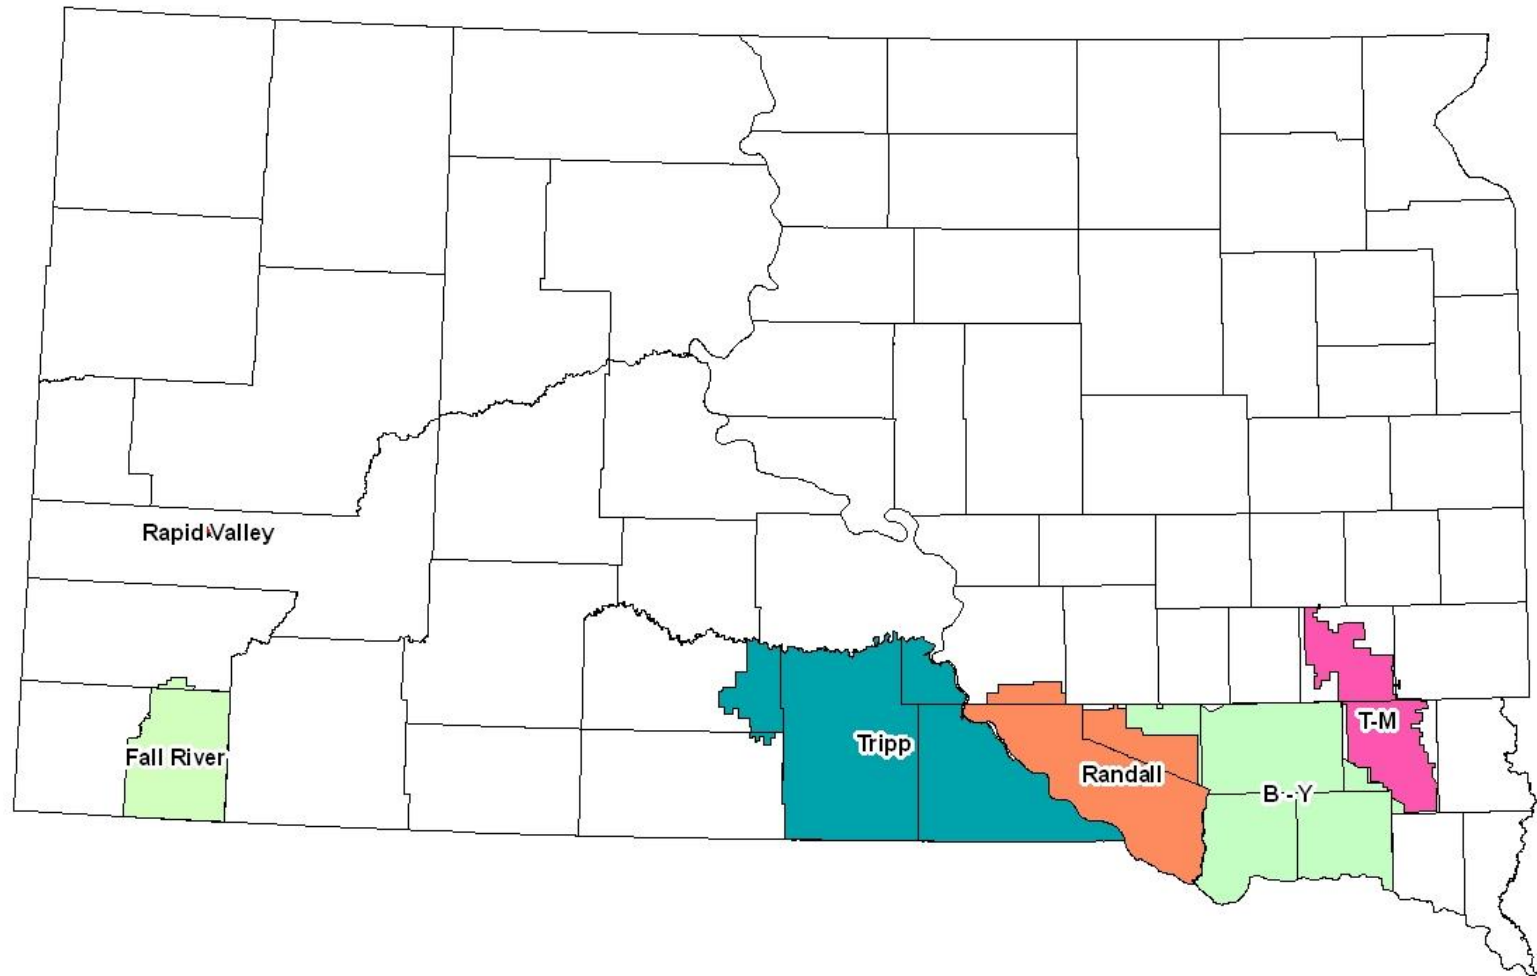 Rapid Valley
Fall River
Tripp
Randall
T-M
B - Y